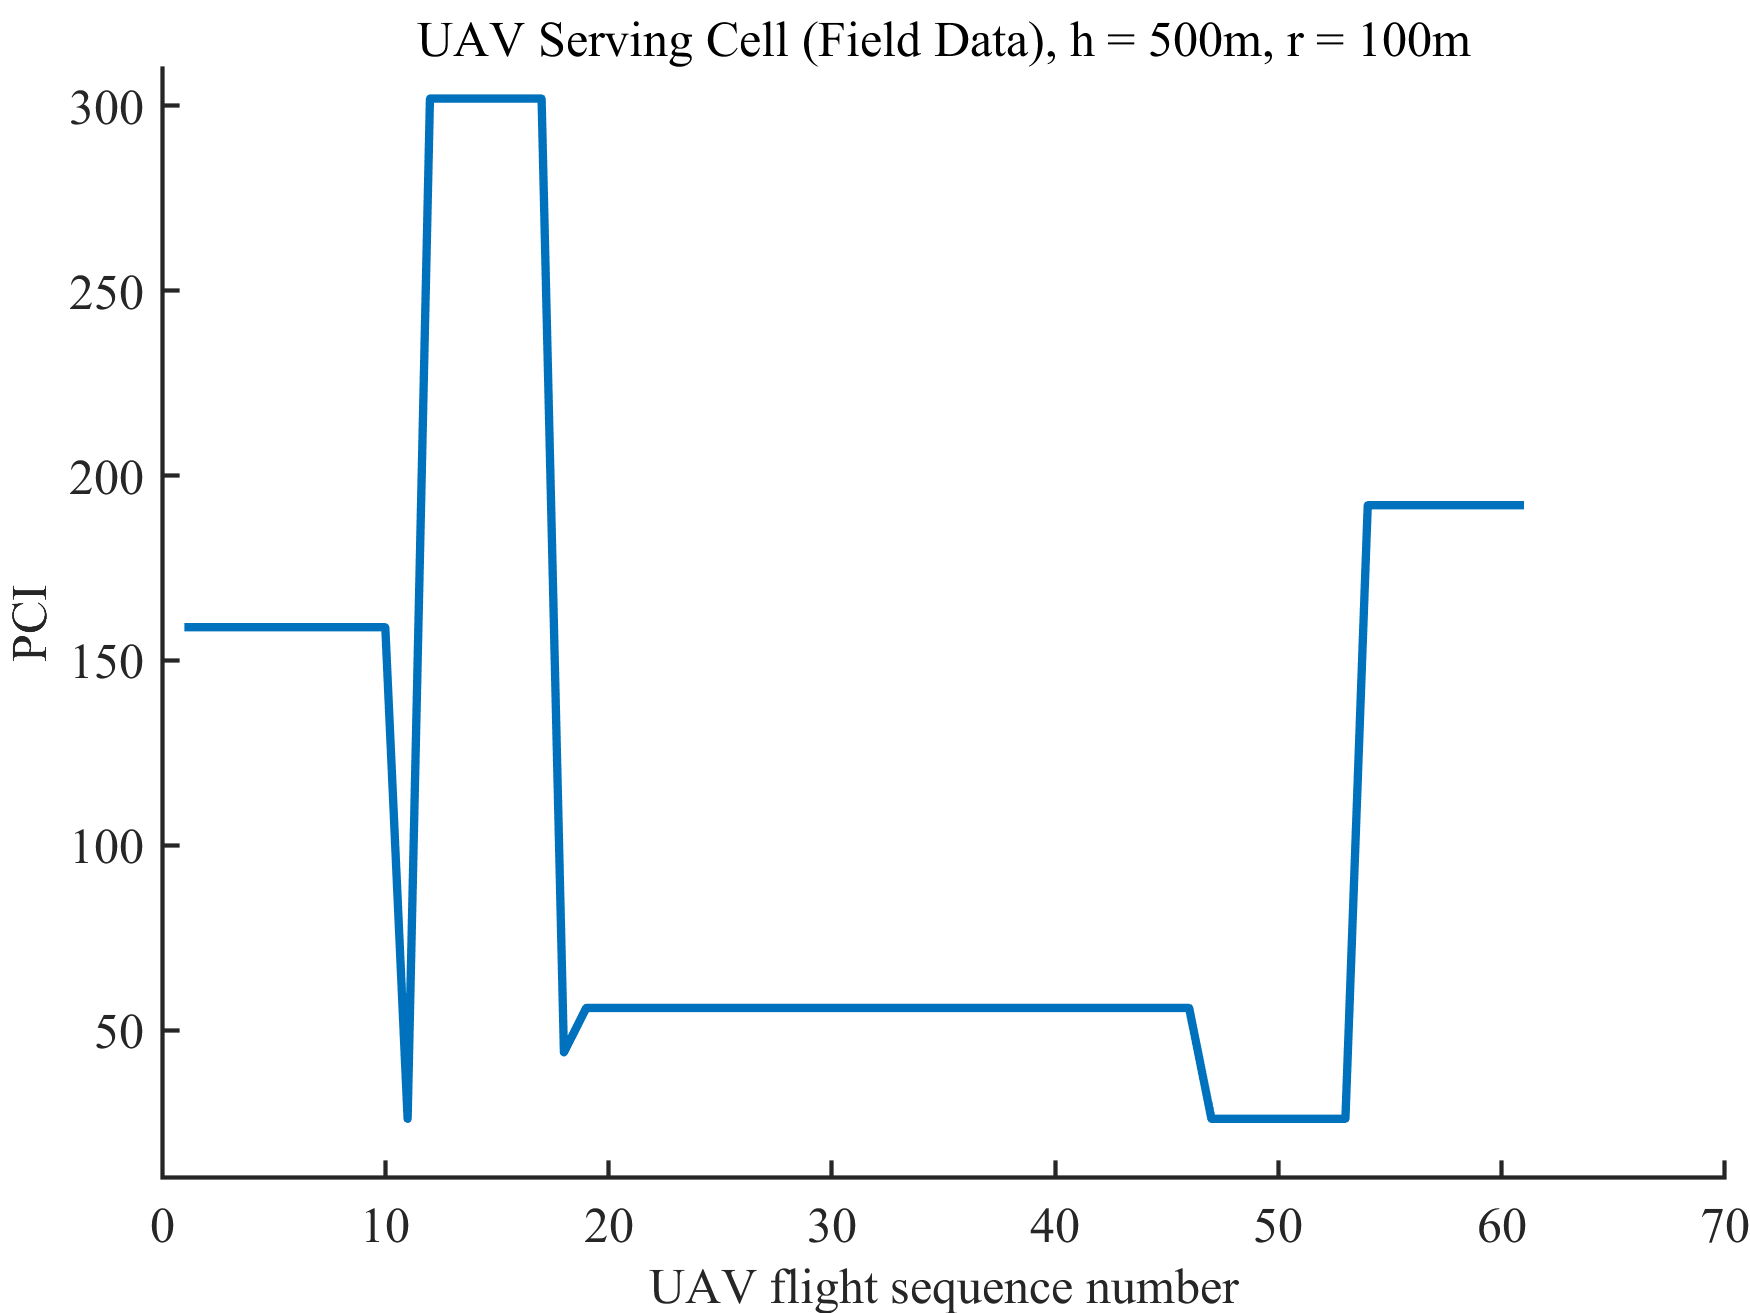 UAV Serving Cell (Field Data), h = 500m, r = 100m
300
250
200
150
100
50
PCI
0 10 20 30 40 50 60 70
UAV flight sequence number